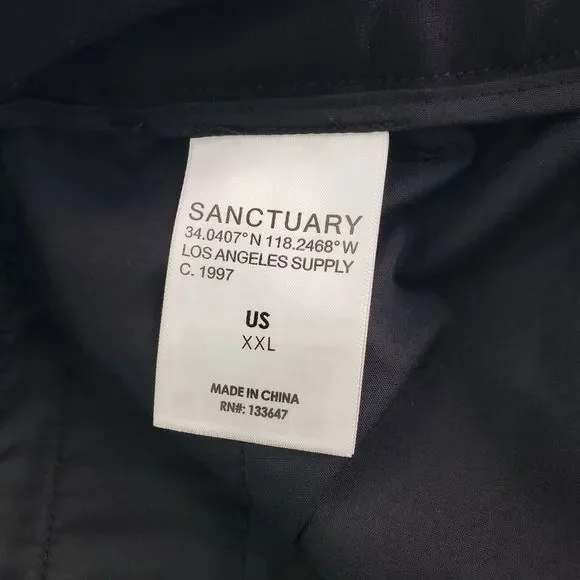 SANCTUARY
34.0407° N 118.2468° W
LOS ANGELES SUPPLY
C. 1997
US
XXL
MADE IN CHINA
RN#: 133647